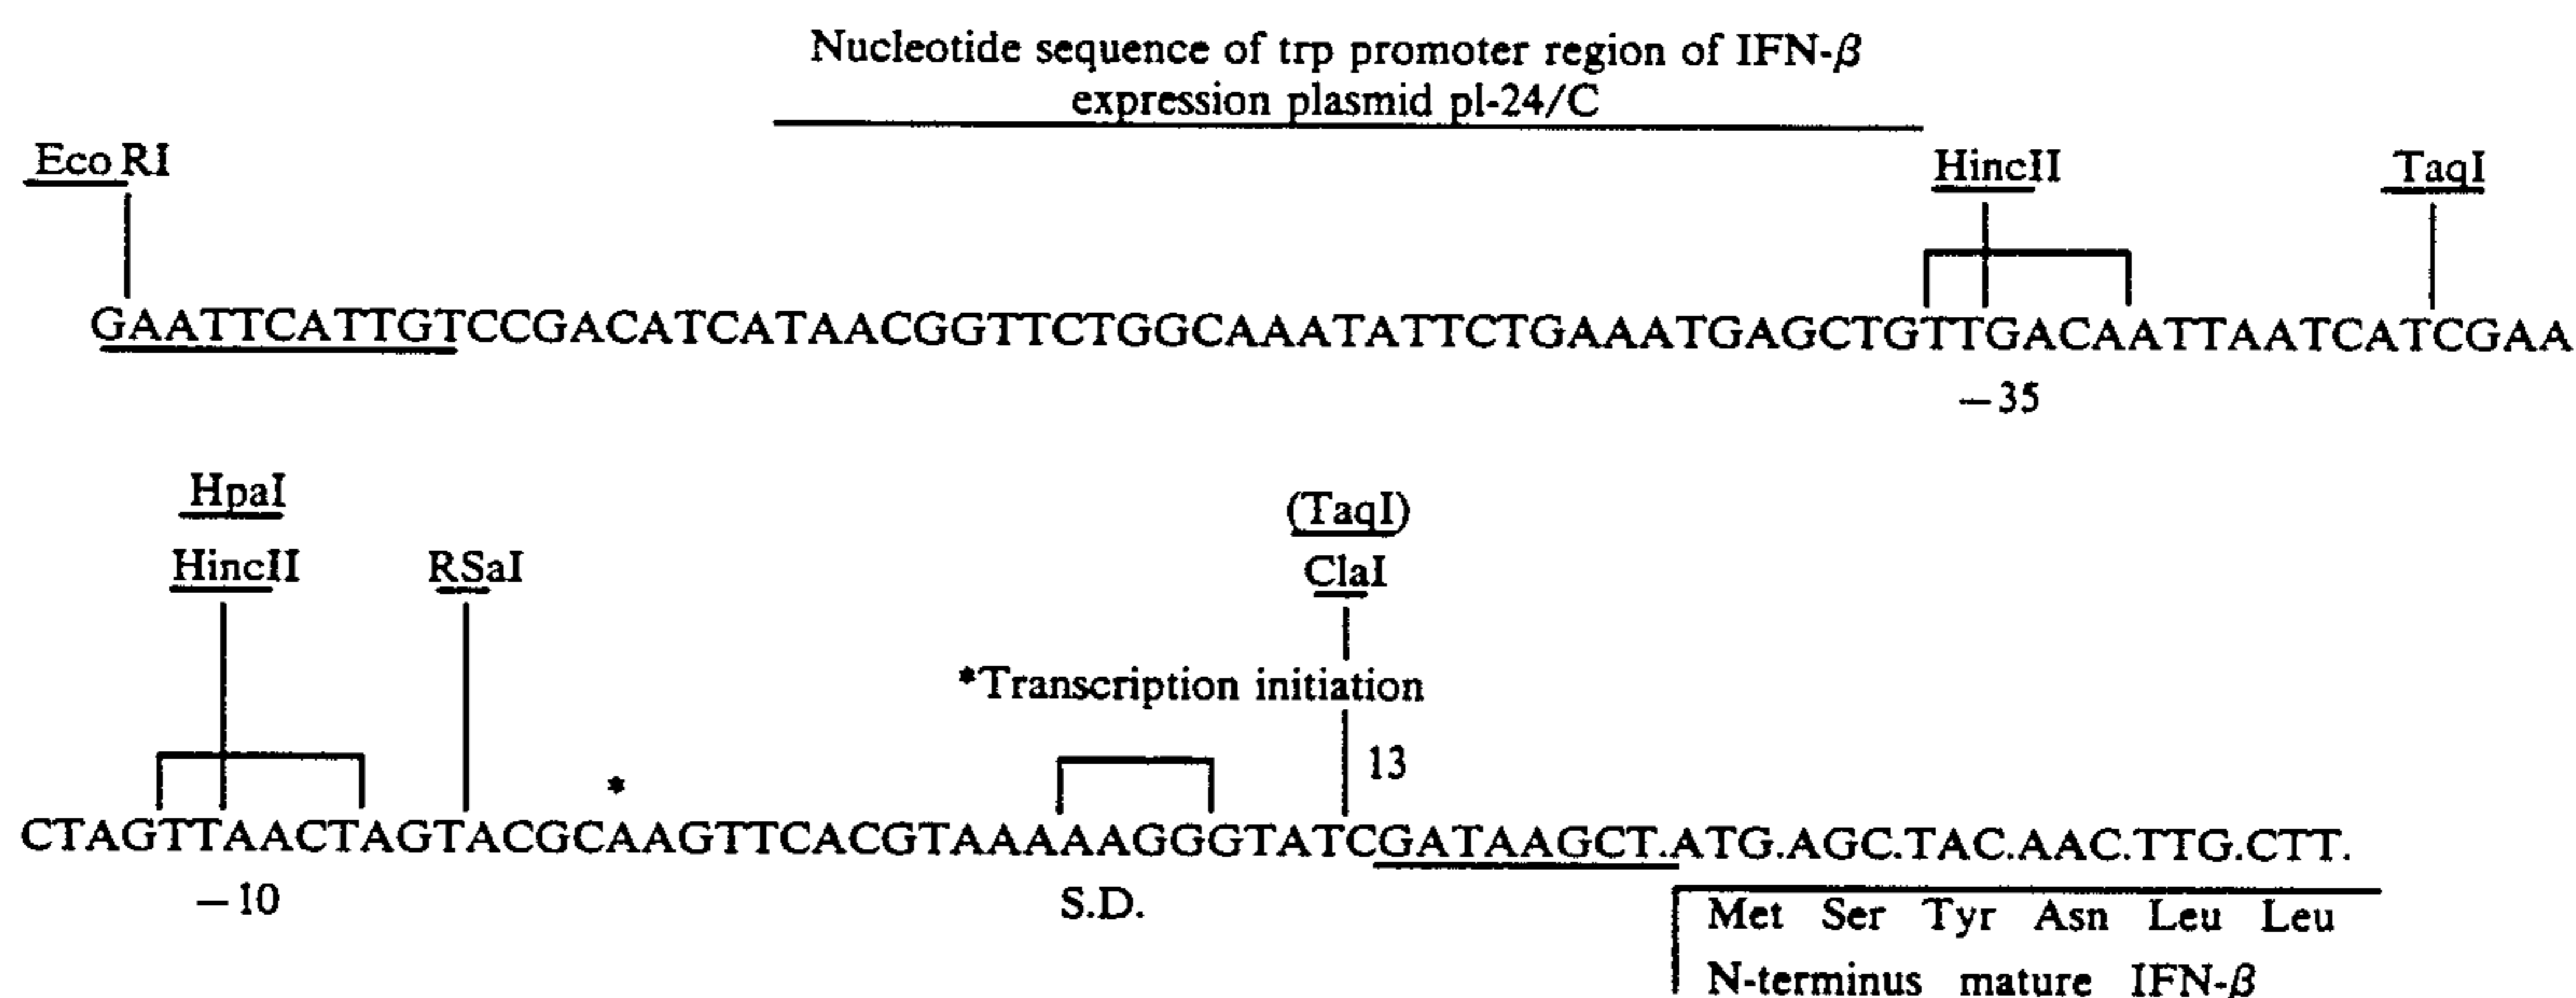 Nucleotide sequence of trp promoter region of IFN-β
expression plasmid pl-24/C
Eco RI
HincII
TaqI
GAATTCATTGTCCGACATCATAACGGTTCTGGCAAATATTCTGAAATGAGCTGTTGACAATTAATCATCGAA
−35
HpaI
(TaqI)
HincII
RSaI
ClaI
*Transcription initiation
13
*
CTAGTTAACTAGTACGCAAGTTCACGTAAAAAGGGTATCGATAAGCT.ATG.AGC.TAC.AAC.TTG.CTT.
−10
S.D.
Met Ser Tyr Asn Leu Leu
N-terminus mature IFN-β